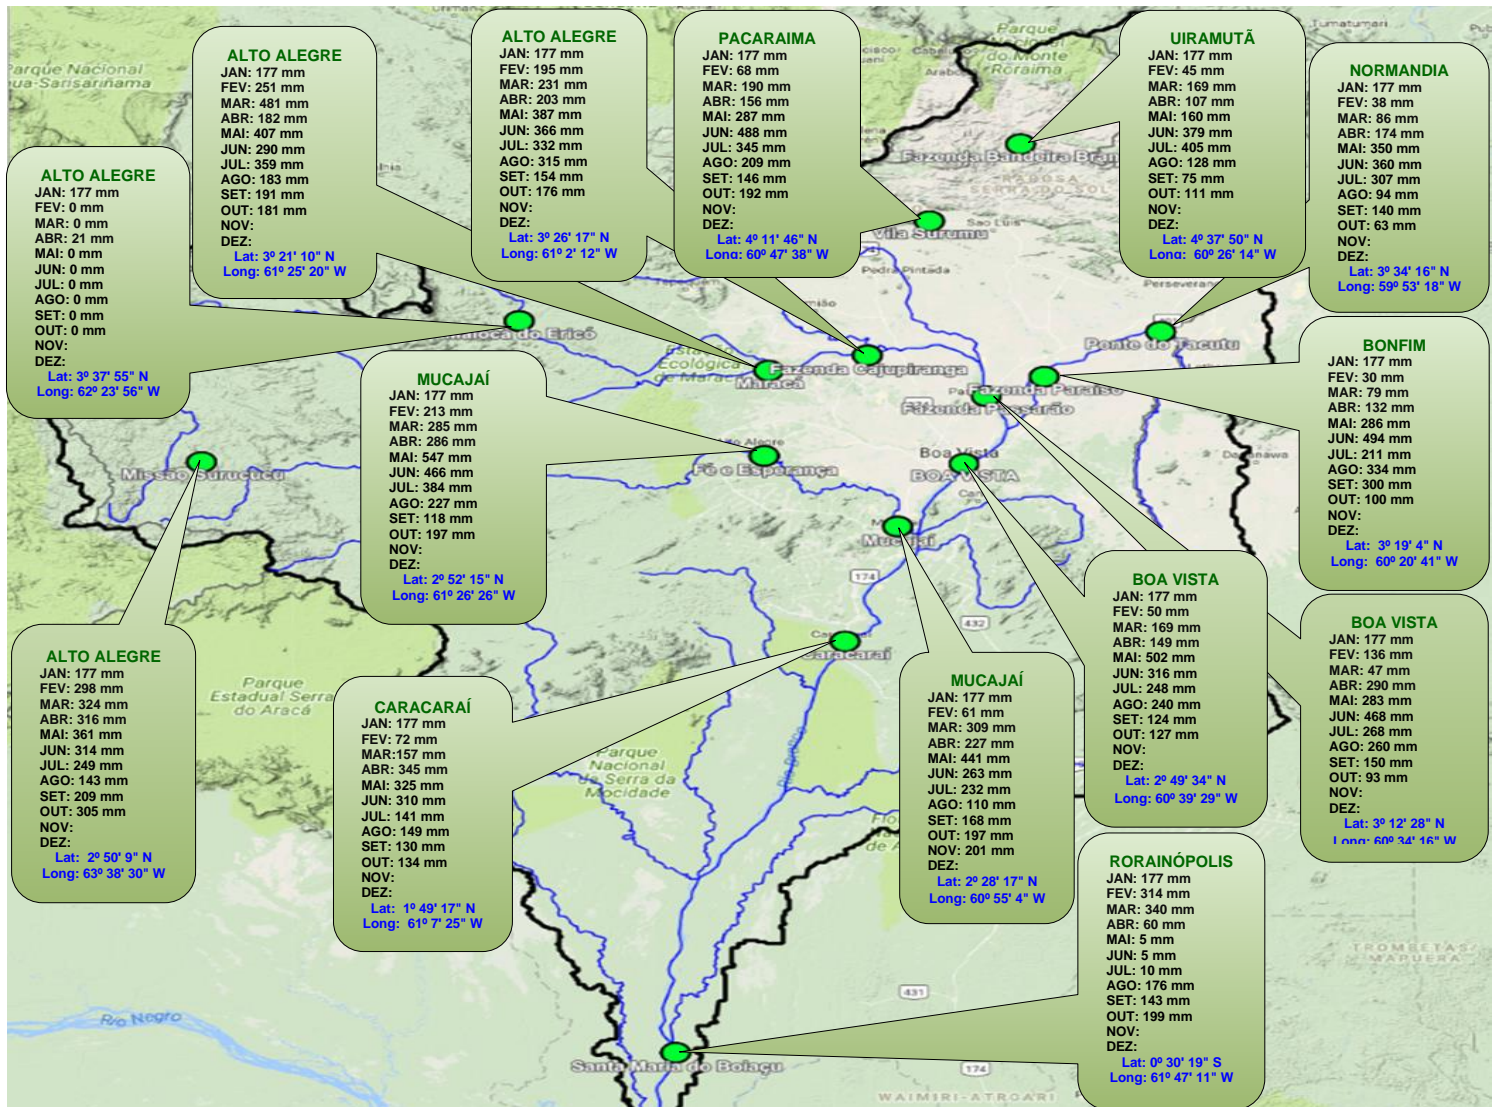 ALTO ALEGRE
JAN: 177 mm
FEV: 0 mm
MAR: 0 mm
ABR: 21 mm
MAI: 0 mm
JUN: 0 mm
JUL: 0 mm
AGO: 0 mm
SET: 0 mm
OUT: 0 mm
NOV:
DEZ:
Lat: 3º 37' 55" N
Long: 62º 23' 56" W
ALTO ALEGRE
JAN: 177 mm
FEV: 251 mm
MAR: 481 mm
ABR: 182 mm
MAI: 407 mm
JUN: 290 mm
JUL: 359 mm
AGO: 183 mm
SET: 191 mm
OUT: 181 mm
NOV:
DEZ:
Lat: 3º 21' 10" N
Long: 61º 25' 20" W
ALTO ALEGRE
JAN: 177 mm
FEV: 195 mm
MAR: 231 mm
ABR: 203 mm
MAI: 387 mm
JUN: 366 mm
JUL: 332 mm
AGO: 315 mm
SET: 154 mm
OUT: 176 mm
NOV:
DEZ:
Lat: 3º 26' 17" N
Long: 61º 2' 12" W
PACARAIMA
JAN: 177 mm
FEV: 68 mm
MAR: 190 mm
ABR: 156 mm
MAI: 287 mm
JUN: 488 mm
JUL: 345 mm
AGO: 209 mm
SET: 146 mm
OUT: 192 mm
NOV:
DEZ:
Lat: 4º 11' 46" N
Long: 60º 47' 38" W
UIRAMUTÃ
JAN: 177 mm
FEV: 45 mm
MAR: 169 mm
ABR: 107 mm
MAI: 160 mm
JUN: 379 mm
JUL: 405 mm
AGO: 128 mm
SET: 75 mm
OUT: 111 mm
NOV:
DEZ:
Lat: 4º 37' 50" N
Long: 60º 26' 14" W
NORMANDIA
JAN: 177 mm
FEV: 38 mm
MAR: 86 mm
ABR: 174 mm
MAI: 350 mm
JUN: 360 mm
JUL: 307 mm
AGO: 94 mm
SET: 140 mm
OUT: 63 mm
NOV:
DEZ:
Lat: 3º 34' 16" N
Long: 59º 53' 18" W
BONFIM
JAN: 177 mm
FEV: 30 mm
MAR: 79 mm
ABR: 132 mm
MAI: 286 mm
JUN: 494 mm
JUL: 211 mm
AGO: 334 mm
SET: 300 mm
OUT: 100 mm
NOV:
DEZ:
Lat: 3º 19' 4" N
Long: 60º 20' 41" W
MUCAJAÍ
JAN: 177 mm
FEV: 213 mm
MAR: 285 mm
ABR: 286 mm
MAI: 547 mm
JUN: 466 mm
JUL: 384 mm
AGO: 227 mm
SET: 118 mm
OUT: 197 mm
NOV:
DEZ:
Lat: 2º 52' 15" N
Long: 61º 26' 26" W
ALTO ALEGRE
JAN: 177 mm
FEV: 298 mm
MAR: 324 mm
ABR: 316 mm
MAI: 361 mm
JUN: 314 mm
JUL: 249 mm
AGO: 143 mm
SET: 209 mm
OUT: 305 mm
NOV:
DEZ:
Lat: 2º 50' 9" N
Long: 63º 38' 30" W
CARACARAÍ
JAN: 177 mm
FEV: 72 mm
MAR:157 mm
ABR: 345 mm
MAI: 325 mm
JUN: 310 mm
JUL: 141 mm
AGO: 149 mm
SET: 130 mm
OUT: 134 mm
NOV:
DEZ:
Lat: 1º 49' 17" N
Long: 61º 7' 25" W
MUCAJAÍ
JAN: 177 mm
FEV: 61 mm
MAR: 309 mm
ABR: 227 mm
MAI: 441 mm
JUN: 263 mm
JUL: 232 mm
AGO: 110 mm
SET: 168 mm
OUT: 197 mm
NOV: 201 mm
DEZ:
Lat: 2º 28' 17" N
Long: 60º 55' 4" W
BOA VISTA
JAN: 177 mm
FEV: 50 mm
MAR: 169 mm
ABR: 149 mm
MAI: 502 mm
JUN: 316 mm
JUL: 248 mm
AGO: 240 mm
SET: 124 mm
OUT: 127 mm
NOV:
DEZ:
Lat: 2º 49' 34" N
Long: 60º 39' 29" W
BOA VISTA
JAN: 177 mm
FEV: 136 mm
MAR: 47 mm
ABR: 290 mm
MAI: 283 mm
JUN: 468 mm
JUL: 268 mm
AGO: 260 mm
SET: 150 mm
OUT: 93 mm
NOV:
DEZ:
Lat: 3º 12' 28" N
Long: 60º 34' 16" W
RORAINÓPOLIS
JAN: 177 mm
FEV: 314 mm
MAR: 340 mm
ABR: 60 mm
MAI: 5 mm
JUN: 5 mm
JUL: 10 mm
AGO: 176 mm
SET: 143 mm
OUT: 199 mm
NOV:
DEZ:
Lat: 0º 30' 19" S
Long: 61º 47' 11" W
Parque Nacional
Parque
do Monte
Roraima
Tumatumari
Fazenda Bandeira
RAPOSA
SERRA DO SOL
Vila Surumu
Sao Luis
Pedra Pintada
do Ericó
Estação
Ecológica
de Maracá
Maracá
Fazenda Cajupiranga
Ponte do Tacutu
Fazenda Paraíso
Fazenda Passarão
Missão Surucucu
Alegre
Fé e Esperança
Boa Vista
BOA VISTA
Mucajaí
174
432
Caracaraí
Parque
Estadual Serra
do Aracá
Parque
Nacional
da Serra da
Mocidade
Rio Branco
Rio Negro
431
174
Santa Maria do Boiaçu
TROMBETAS/
MAPUERA
WAIMIRI-ATROARI